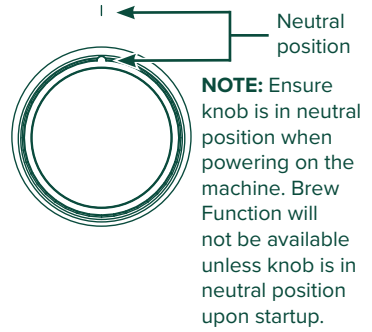 Neutral
position
NOTE: Ensure
knob is in neutral
position when
powering on the
machine. Brew
Function will
not be available
unless knob is in
neutral position
upon startup.